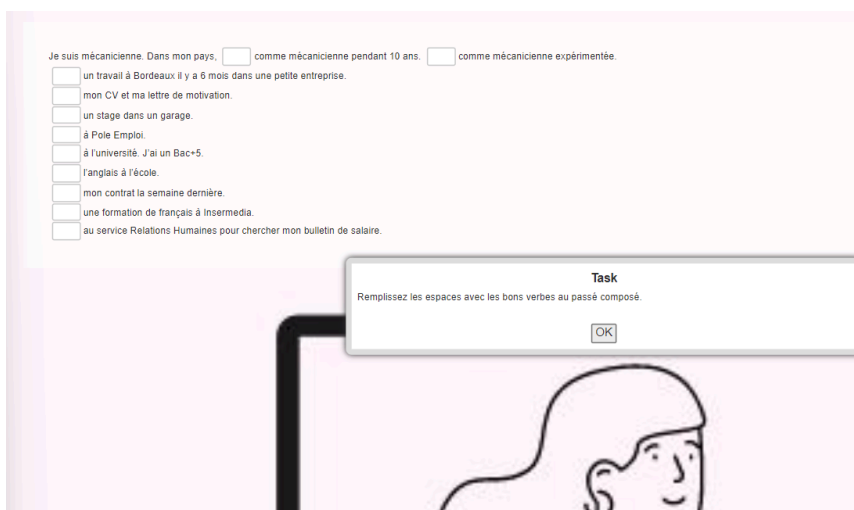 Je suis mécanicienne. Dans mon pays, comme mécanicienne pendant 10 ans. comme mécanicienne expérimentée.
un travail à Bordeaux il y a 6 mois dans une petite entreprise.
mon CV et ma lettre de motivation.
un stage dans un garage.
à Pole Emploi.
à l'université. J'ai un Bac+5.
l'anglais à l'école.
mon contrat la semaine dernière.
une formation de français à Insermedia.
au service Relations Humaines pour chercher mon bulletin de salaire.
Task
Remplissez les espaces avec les bons verbes au passé composé.
OK